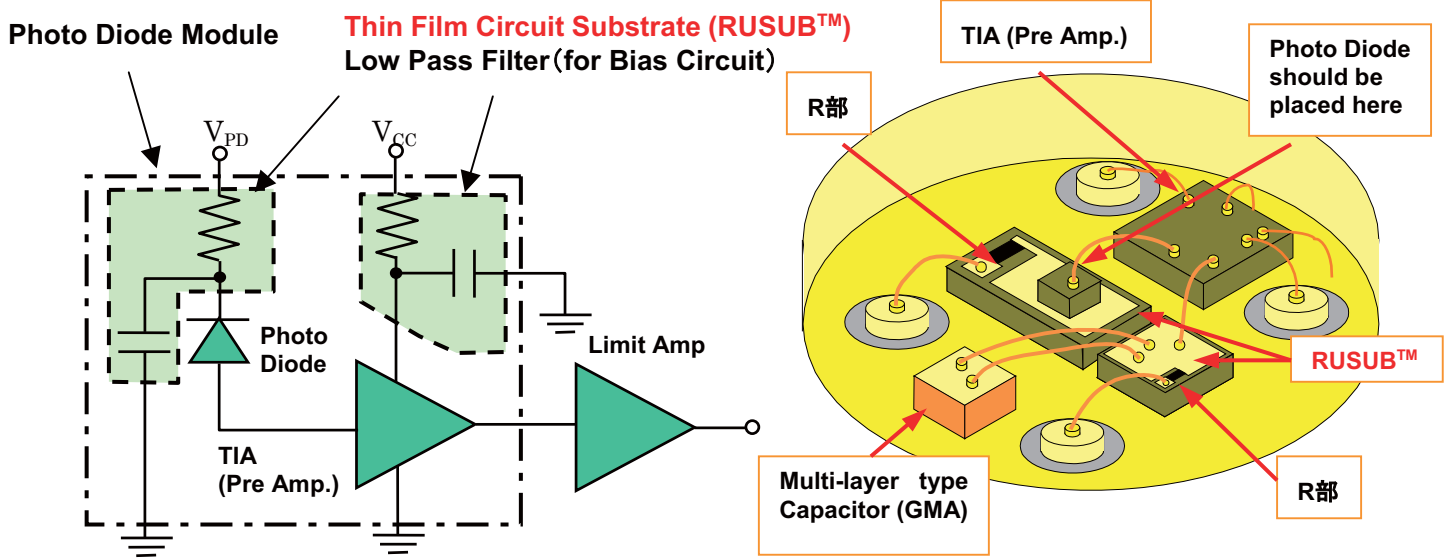 Photo Diode Module
Thin Film Circuit Substrate (RUSUB™)
Low Pass Filter（for Bias Circuit）
VPD
VCC
Photo
Diode
TIA
(Pre Amp.)
Limit Amp
TIA (Pre Amp.)
Photo Diode
should be
placed here
R部
RUSUB™
Multi-layer type
Capacitor (GMA)
R部